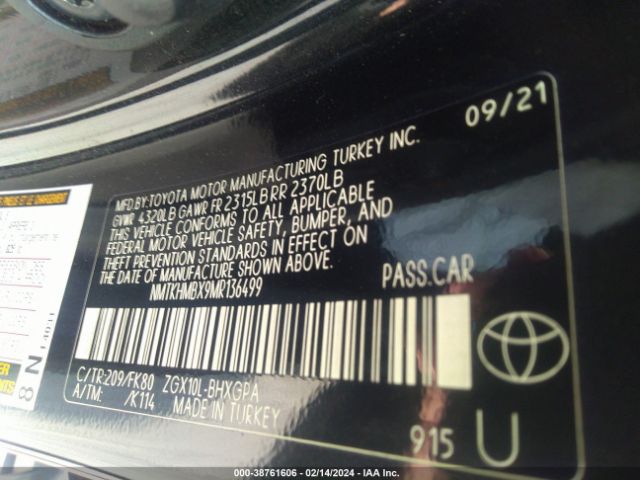 09/21
MFD.BY:TOYOTA MOTOR MANUFACTURING TURKEY INC.
GVWR 4320LB GAWR FR 2315LB RR 2370LB
THIS VEHICLE CONFORMS TO ALL APPLICABLE
FEDERAL MOTOR VEHICLE SAFETY, BUMPER, AND
THEFT PREVENTION STANDARDS IN EFFECT ON
THE DATE OF MANUFACTURE SHOWN ABOVE.
NMTKHMBX9MR136499 PASS.CAR
C/TR:209/FK80 ZGX10L-BHXGPA
A/TM: /K114 MADE IN TURKEY
915 U
8 N
000-38761606 - 02/14/2024 - IAA Inc.